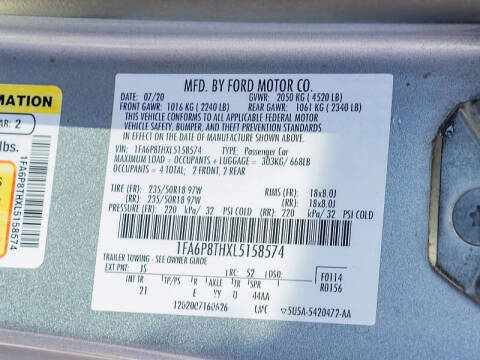 MFD. BY FORD MOTOR CO.
DATE: 07/20 GVWR: 2050 KG (4520 LB)
FRONT GAWR: 1016 KG (2240 LB) REAR GAWR: 1061 KG (2340 LB)
THIS VEHICLE CONFORMS TO ALL APPLICABLE FEDERAL MOTOR
VEHICLE SAFETY, BUMPER, AND THEFT PREVENTION STANDARDS
IN EFFECT ON THE DATE OF MANUFACTURE SHOWN ABOVE.
VIN: 1FA6P8THXL5158574 TYPE: Passenger Car
MAXIMUM LOAD = OCCUPANTS + LUGGAGE = 303KG/ 668LB
OCCUPANTS = 4 TOTAL; 2 FRONT, 2 REAR
TIRE (FR): 235/50R18 97W RIMS (FR): 18x8.0J
(RR): 235/50R18 97W (RR): 18x8.0J
PRESSURE (FR): 220 kPa/ 32 PSI COLD (RR): 220 kPa/ 32 PSI COLD
1FA6P8THXL5158574
TRAILER TOWING - SEE OWNER GUIDE
EXT PNT: JS RC: 52 DSO: F0114
INT TR TP/PS R AXLE TR SPR R0156
21 E YY U 44AA
UPC 5U5A-5420472-AA
MATION
AR: 2
lbs.
1FA6P8THXL5158574